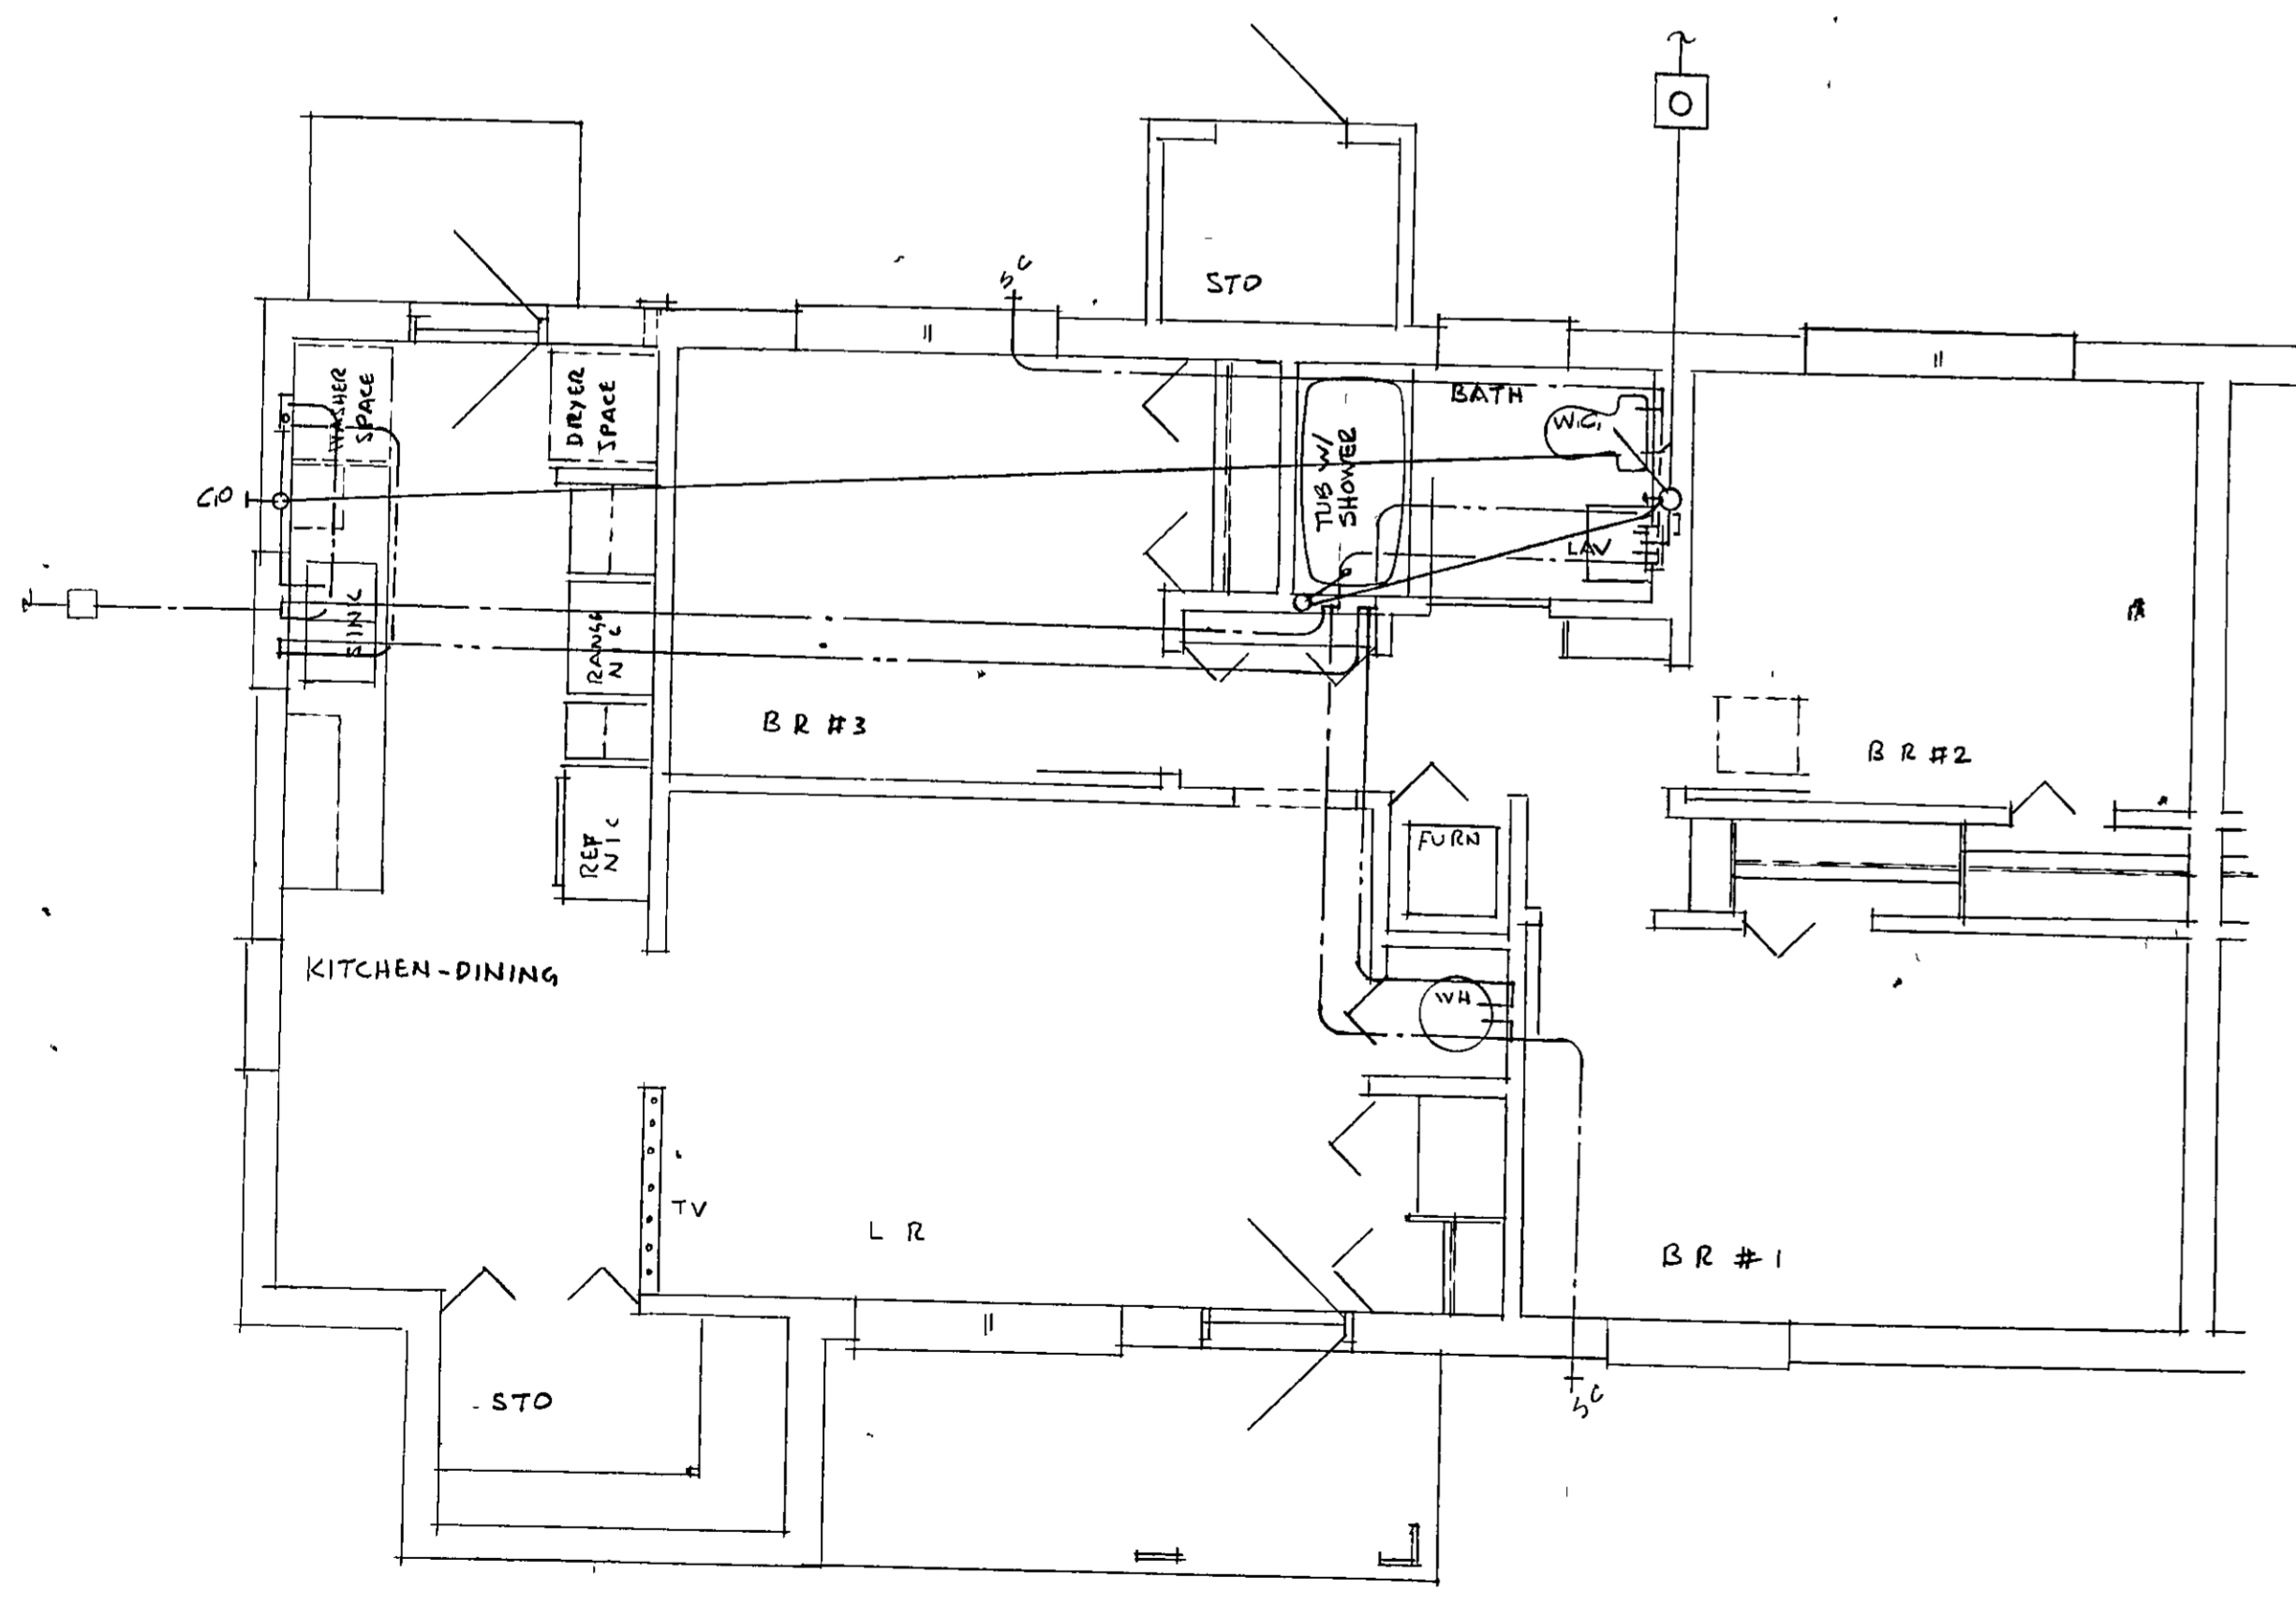 STO
WASHER
SPACE
DRYER
SPACE
BATH
W.C.
TUB W/
SHOWER
C.O
LAV
SINK
RANGE
N I C
BR #3
BR #2
FURN
REF
N I C
KITCHEN-DINING
WH
TV
L R
BR #1
STO